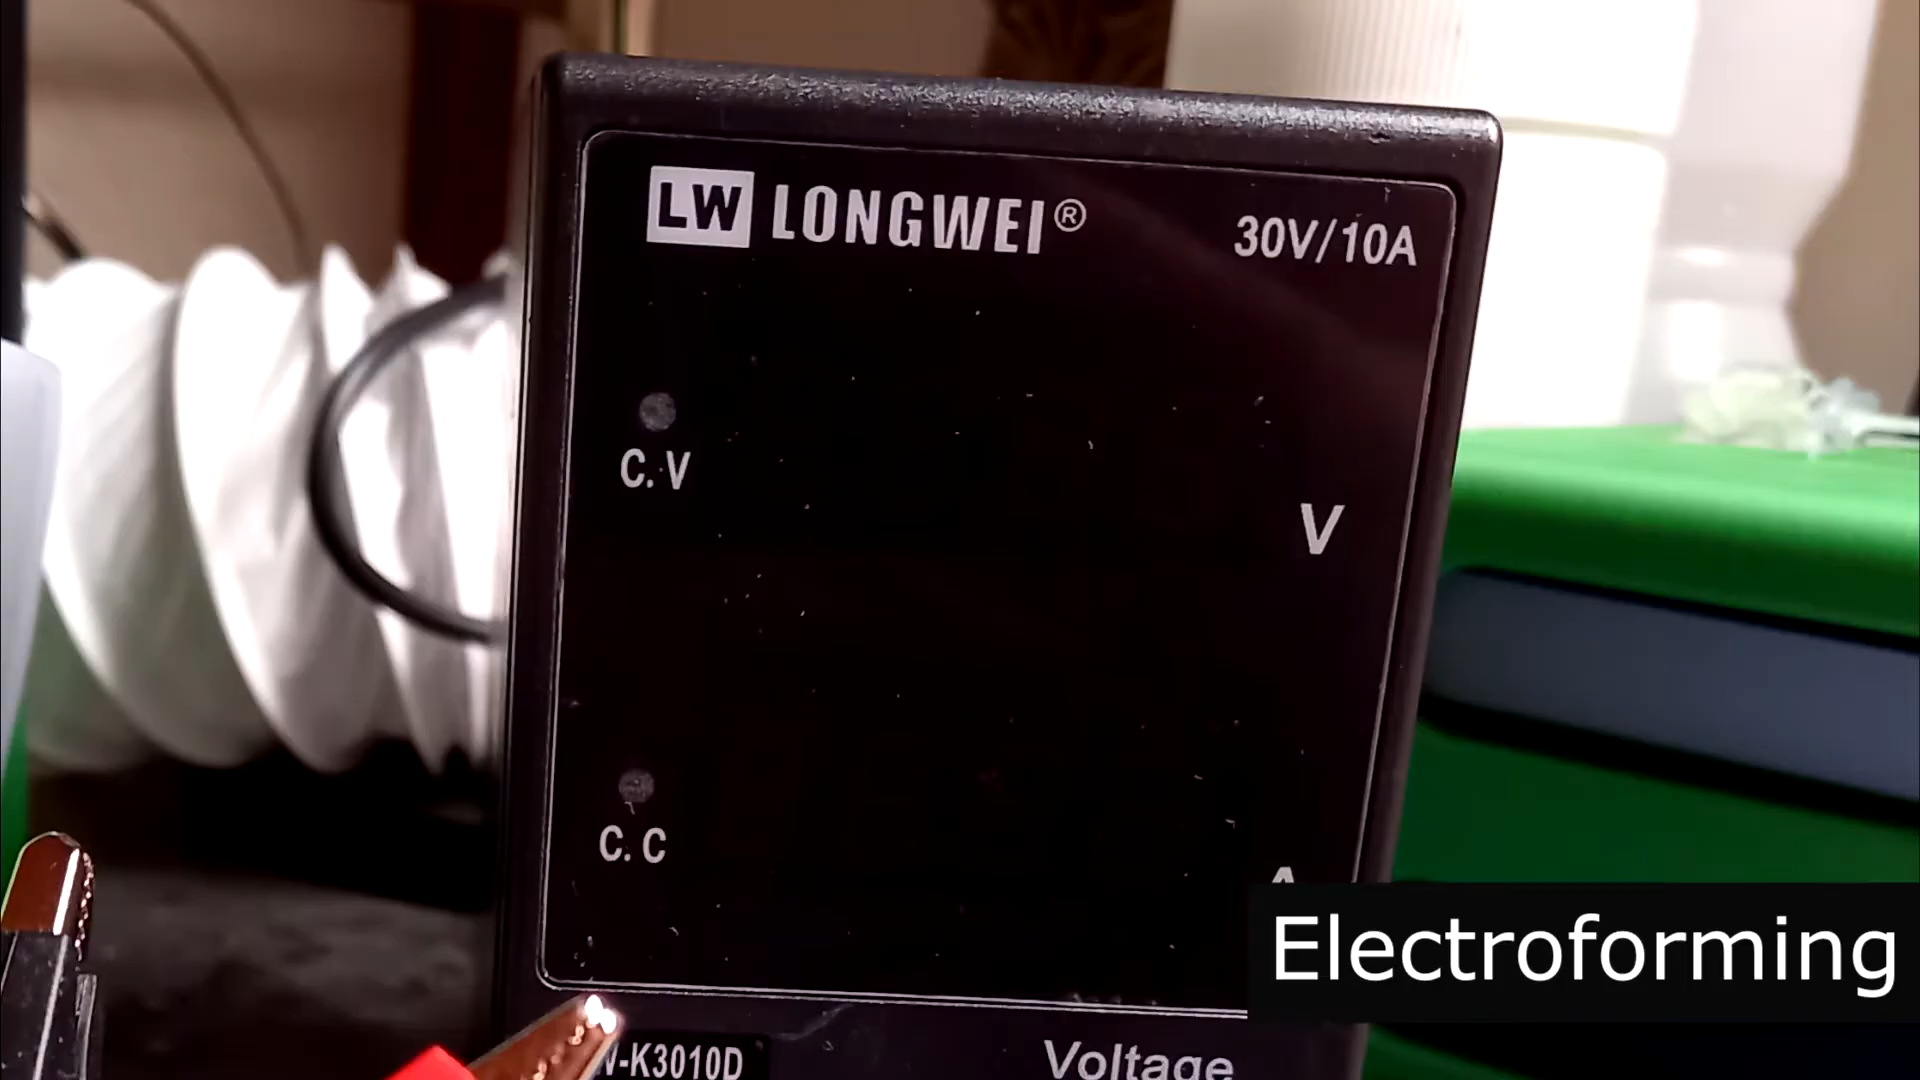 LW LONGWEI®
30V/10A
C.V
V
C.C
A
Electroforming
-K3010D
Voltage